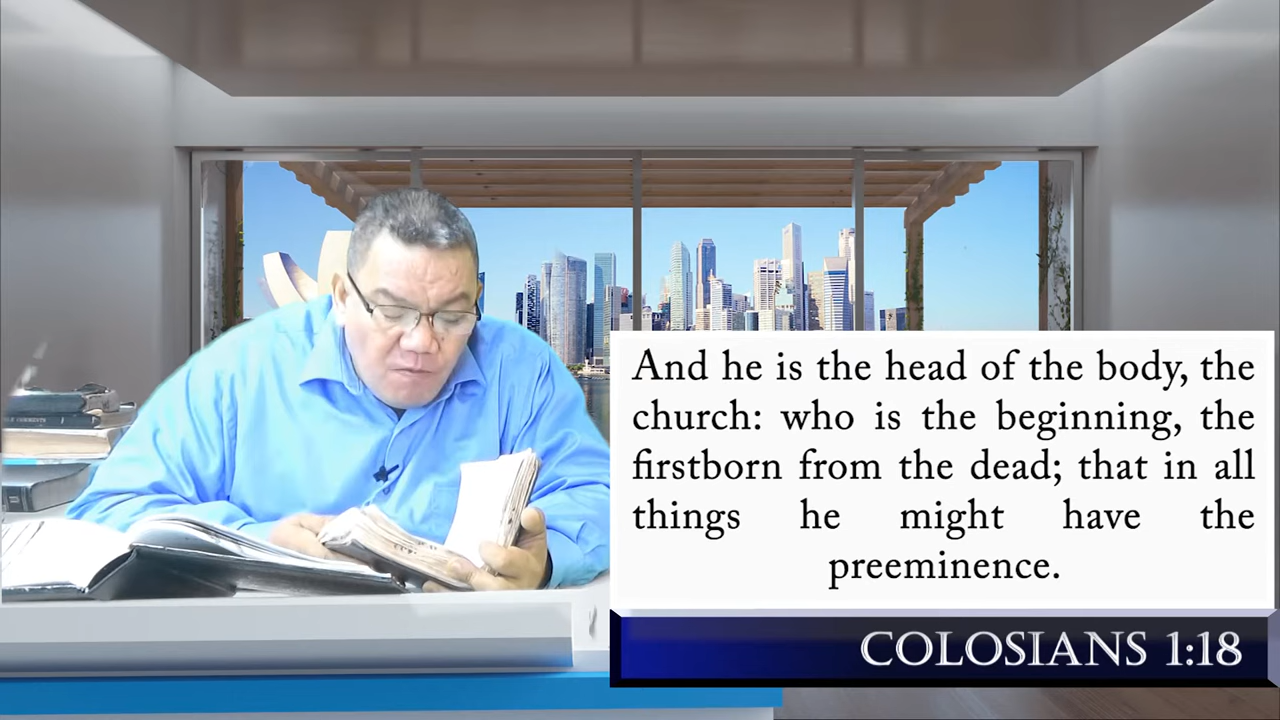 And he is the head of the body, the
church: who is the beginning, the
firstborn from the dead; that in all
things he might have the
preeminence.
COLOSIANS 1:18